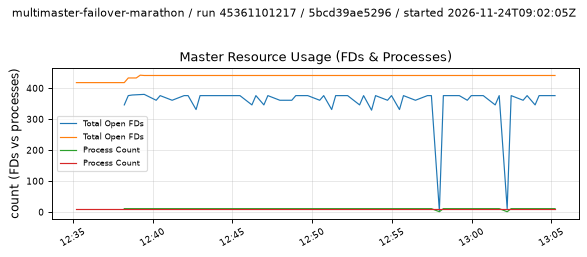 multimaster-failover-marathon / run 45361101217 / 5bcd39ae5296 / started 2026-11-24T09:02:05Z
Master Resource Usage (FDs & Processes)
count (FDs vs processes)
400
300
200
100
0
Total Open FDs
Total Open FDs
Process Count
Process Count
12:35
12:40
12:45
12:50
12:55
13:00
13:05